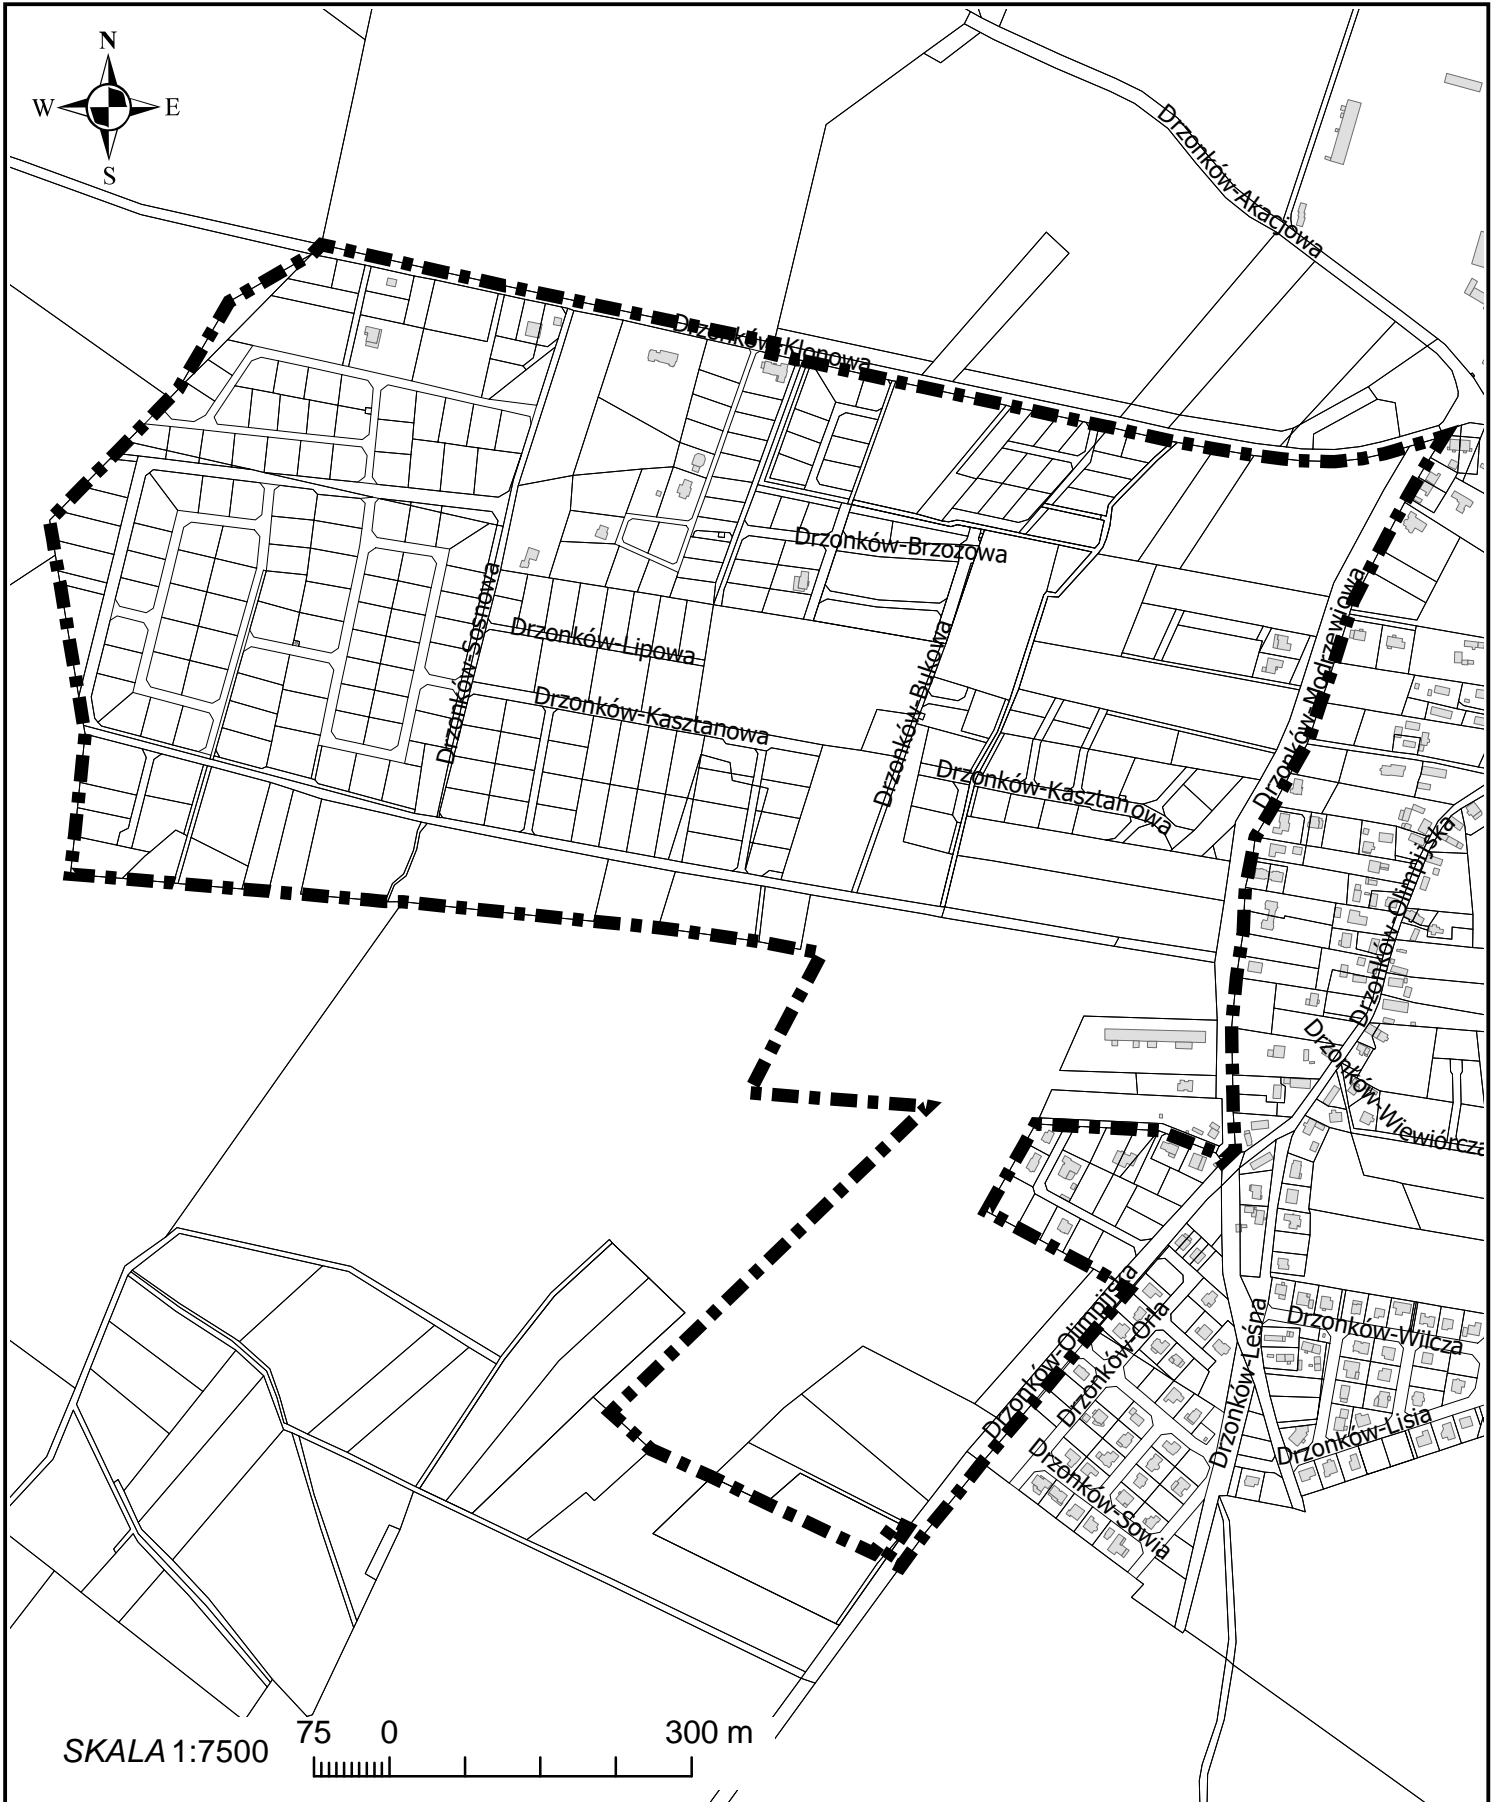 N
W E
S
Drzonków-Akacjowa
Drzonków-Klonowa
Drzonków-Brzozowa
Drzonków-Sosnowa
Drzonków-Lipowa
Drzonków-Modrzewiowa
Drzonków-Bukowa
Drzonków-Kasztanowa
Drzonków-Kasztanowa
Drzonków-Olimpijska
Drzonków-Wiewiórcza
Drzonków-Olimpijska
Drzonków-Orla
Drzonków-Leśna
Drzonków-Wilcza
Drzonków-Lisia
Drzonków-Sowia
SKALA 1:7500
75 0 300 m